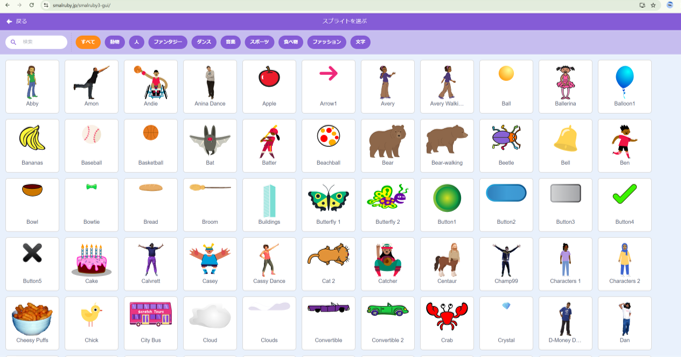 smalruby.jp/smalruby3-gui/
戻る
スプライトを選ぶ
検索
すべて 動物 人 ファンタジー ダンス 音楽 スポーツ 食べ物 ファッション 文字
Abby Amon Andie Anina Dance Apple Arrow1 Avery Avery Walki... Ball Ballerina Balloon1
Bananas Baseball Basketball Bat Batter Beachball Bear Bear-walking Beetle Bell Ben
Bowl Bowtie Bread Broom Buildings Butterfly 1 Butterfly 2 Button1 Button2 Button3 Button4
Button5 Cake Calvrett Casey Cassy Dance Cat 2 Catcher Centaur Champ99 Characters 1 Characters 2
Cheesy Puffs Chick City Bus Cloud Clouds Convertible Convertible 2 Crab Crystal D-Money D... Dan